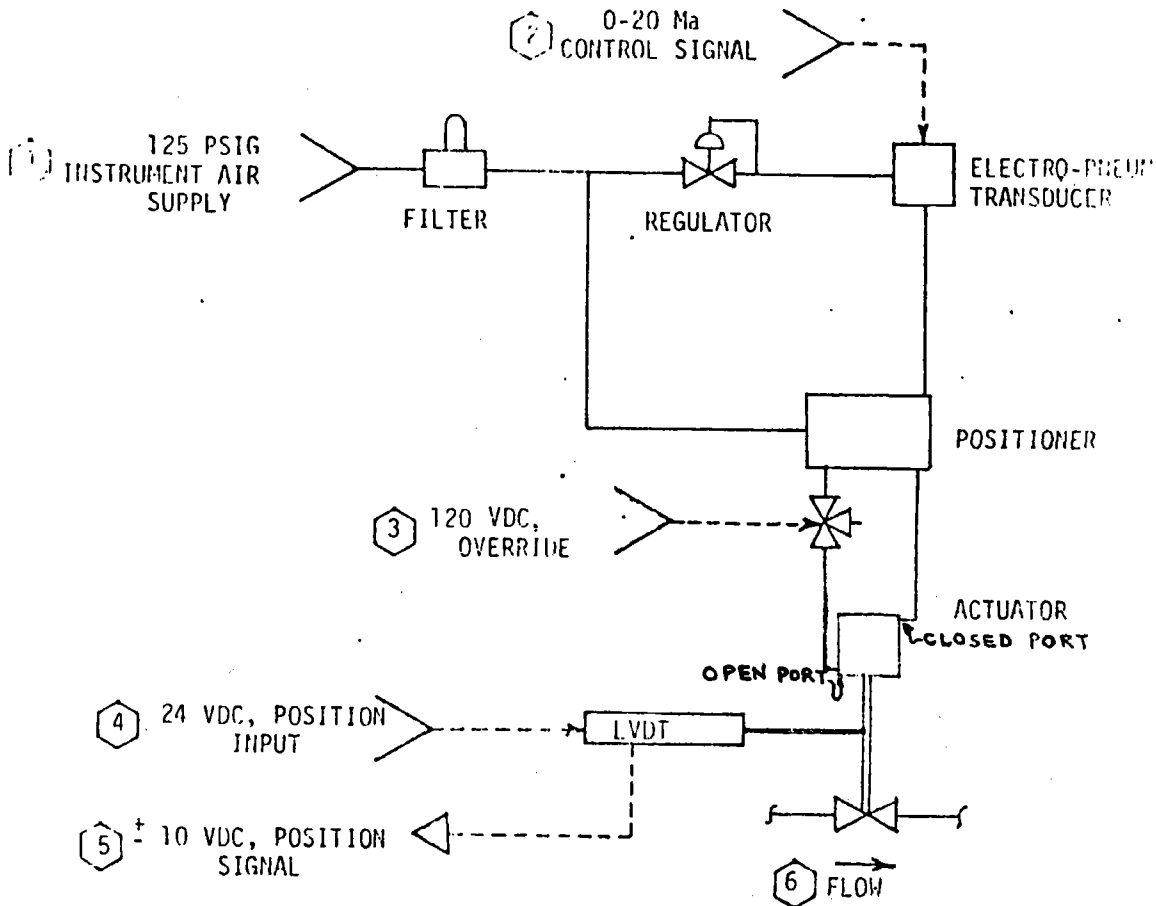 0-20 Ma
CONTROL SIGNAL
125 PSIG
INSTRUMENT AIR
SUPPLY
FILTER
REGULATOR
TRANSDUCER
POSITIONER
3
120 VDC,
OVERRIDE
ACTUATOR
CLOSED PORT
OPEN PORT
4
24 VDC, POSITION
INPUT
LVDT
5
± 10 VDC, POSITION
SIGNAL
6
FLOW